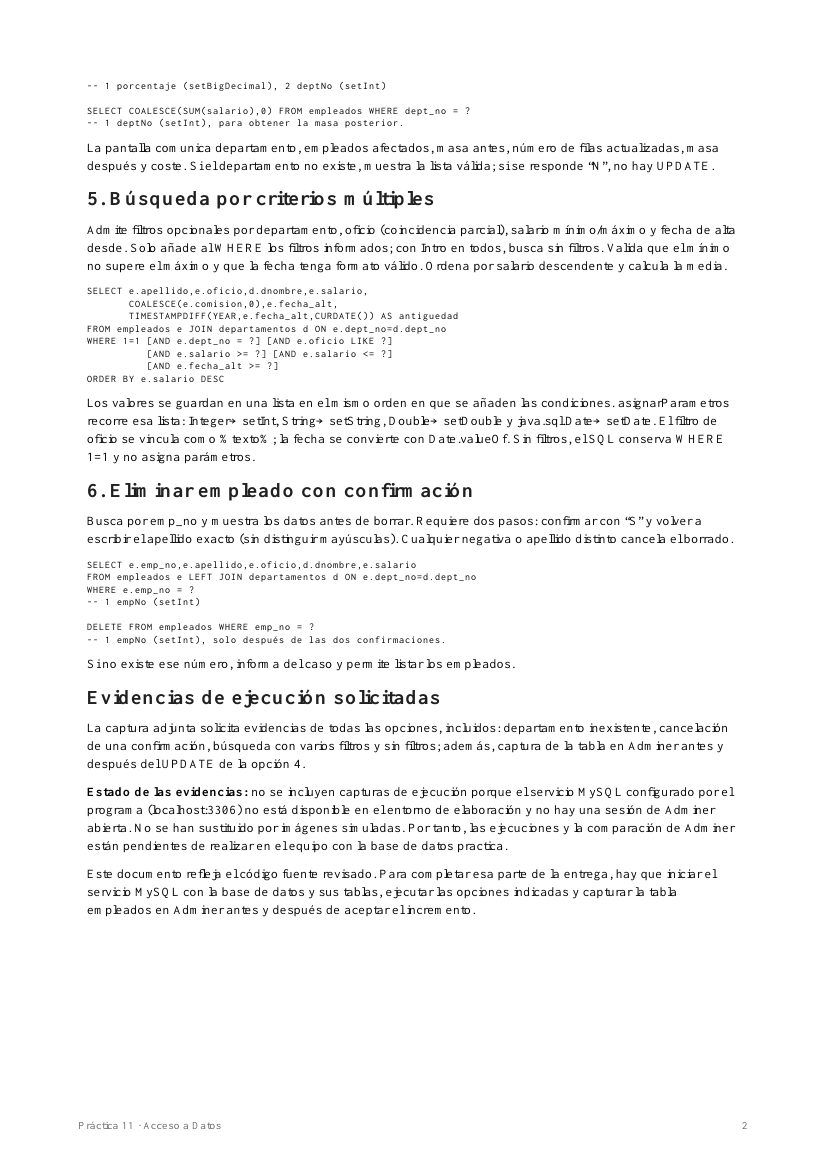 -- 1 porcentaje (setBigDecimal), 2 deptNo (setInt)
SELECT COALESCE(SUM(salario),0) FROM empleados WHERE dept_no = ?
-- 1 deptNo (setInt), para obtener la masa posterior.
La pantalla comunica departamento, empleados afectados, masa antes, número de filas actualizadas, masa
después y coste. Si el departamento no existe, muestra la lista válida; si se responde “N”, no hay UPDATE.
5. Búsqueda por criterios múltiples
Admite filtros opcionales por departamento, oficio (coincidencia parcial), salario mínimo/máximo y fecha de alta
desde. Solo añade al WHERE los filtros informados; con Intro en todos, busca sin filtros. Valida que el mínimo
no supere el máximo y que la fecha tenga formato válido. Ordena por salario descendente y calcula la media.
SELECT e.apellido,e.oficio,d.dnombre,e.salario,
COALESCE(e.comision,0),e.fecha_alt,
TIMESTAMPDIFF(YEAR,e.fecha_alt,CURDATE()) AS antiguedad
FROM empleados e JOIN departamentos d ON e.dept_no=d.dept_no
WHERE 1=1 [AND e.dept_no = ?] [AND e.oficio LIKE ?]
[AND e.salario >= ?] [AND e.salario <= ?]
[AND e.fecha_alt >= ?]
ORDER BY e.salario DESC
Los valores se guardan en una lista en el mismo orden en que se añaden las condiciones. asignarParametros
recorre esa lista: Integer→ setInt, String→ setString, Double→ setDouble y java.sql.Date→ setDate. El filtro de
oficio se vincula como %texto%; la fecha se convierte con Date.valueOf. Sin filtros, el SQL conserva WHERE
1=1 y no asigna parámetros.
6. Eliminar empleado con confirmación
Busca por emp_no y muestra los datos antes de borrar. Requiere dos pasos: confirmar con “S” y volver a
escribir el apellido exacto (sin distinguir mayúsculas). Cualquier negativa o apellido distinto cancela el borrado.
SELECT e.emp_no,e.apellido,e.oficio,d.dnombre,e.salario
FROM empleados e LEFT JOIN departamentos d ON e.dept_no=d.dept_no
WHERE e.emp_no = ?
-- 1 empNo (setInt)
DELETE FROM empleados WHERE emp_no = ?
-- 1 empNo (setInt), solo después de las dos confirmaciones.
Si no existe ese número, informa del caso y permite listar los empleados.
Evidencias de ejecución solicitadas
La captura adjunta solicita evidencias de todas las opciones, incluidos: departamento inexistente, cancelación
de una confirmación, búsqueda con varios filtros y sin filtros; además, captura de la tabla en Adminer antes y
después del UPDATE de la opción 4.
Estado de las evidencias: no se incluyen capturas de ejecución porque el servicio MySQL configurado por el
programa (localhost:3306) no está disponible en el entorno de elaboración y no hay una sesión de Adminer
abierta. No se han sustituido por imágenes simuladas. Por tanto, las ejecuciones y la comparación de Adminer
están pendientes de realizar en el equipo con la base de datos practica.
Este documento refleja el código fuente revisado. Para completar esa parte de la entrega, hay que iniciar el
servicio MySQL con la base de datos y sus tablas, ejecutar las opciones indicadas y capturar la tabla
empleados en Adminer antes y después de aceptar el incremento.
Práctica 11 · Acceso a Datos
2